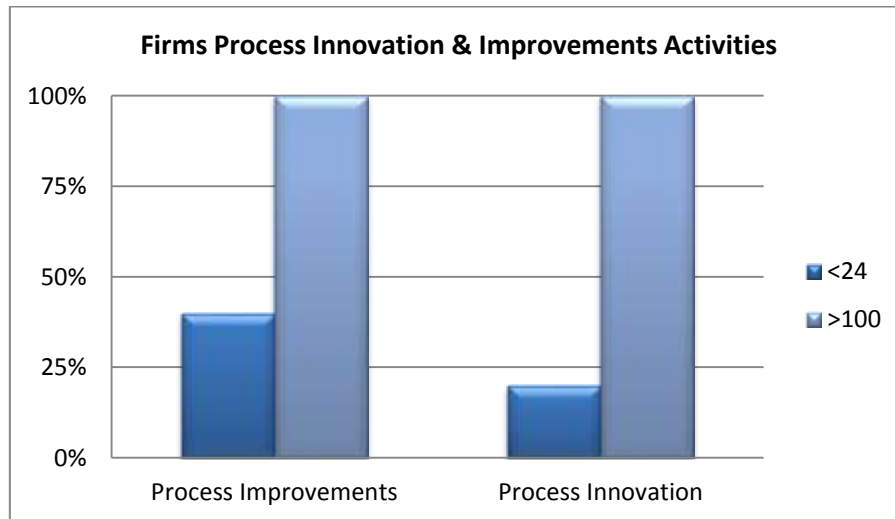 Firms Process Innovation & Improvements Activities
100%
75%
50%
25%
0%
Process Improvements
Process Innovation
<24
>100